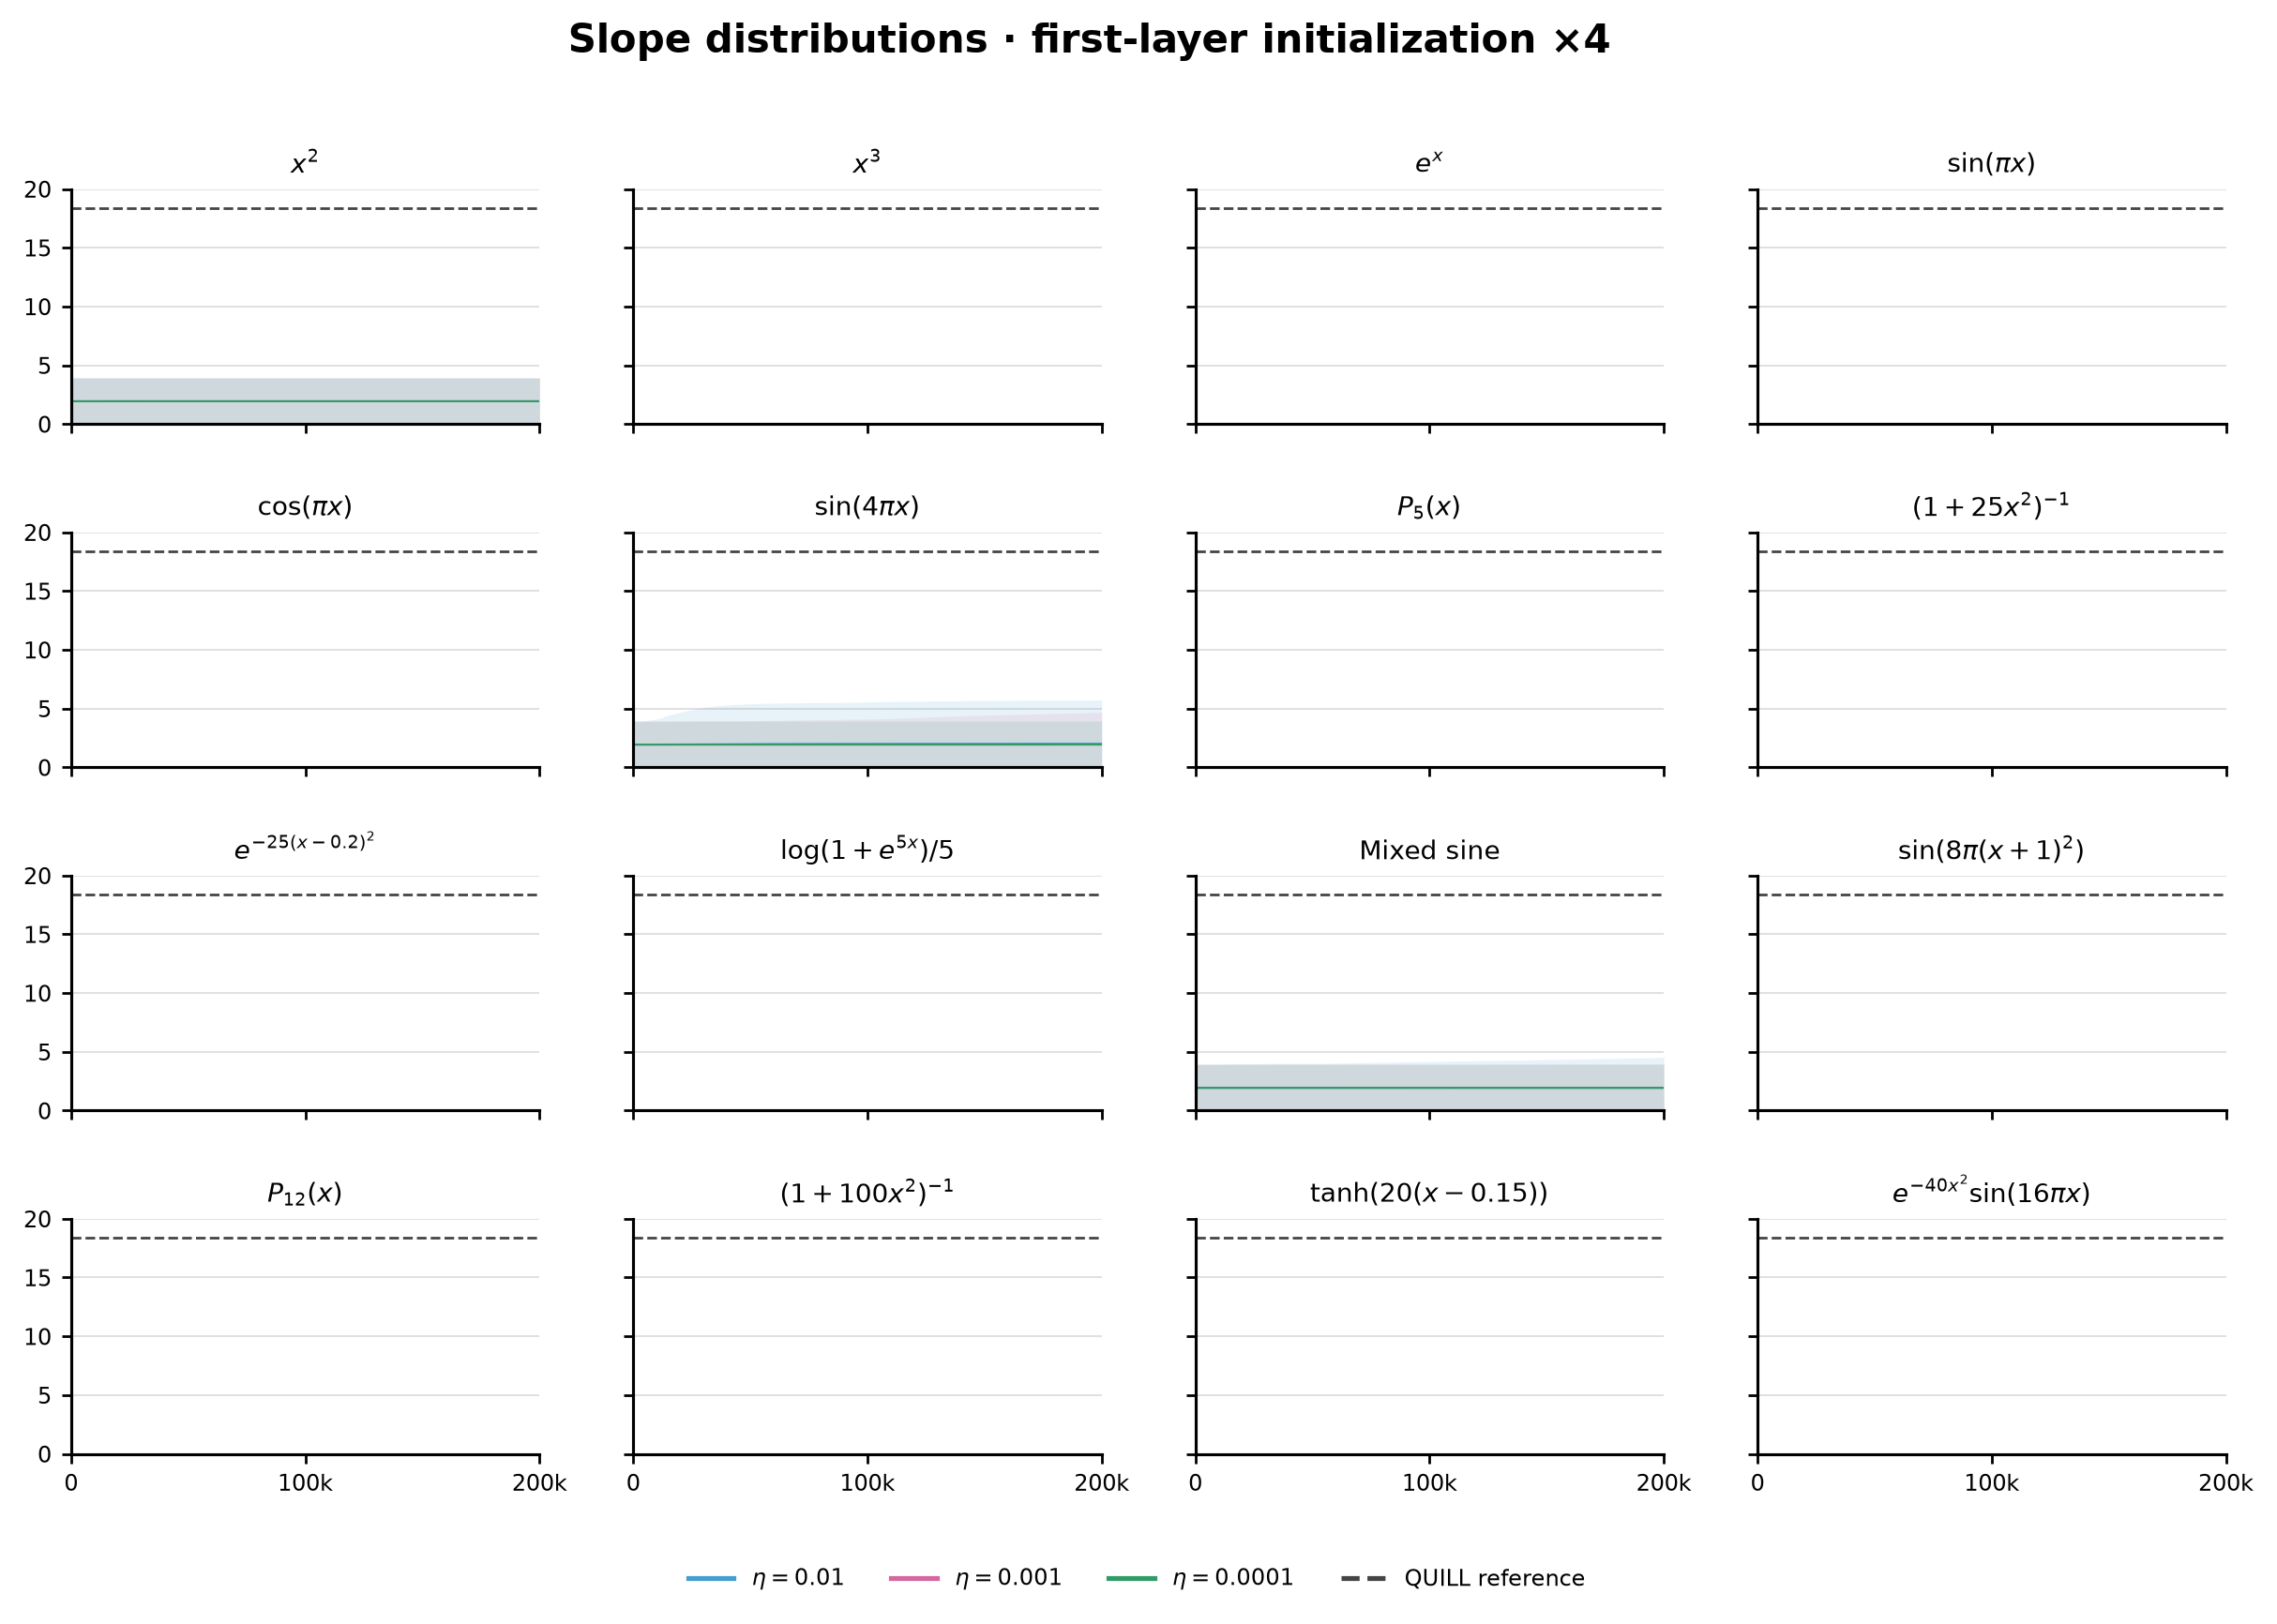 Slope distributions · first-layer initialization ×4
x² x³ eˣ sin(πx)
20
15
10
5
0
cos(πx) sin(4πx) P₅(x) (1 + 25x²)⁻¹
20
15
10
5
0
e^{−25(x − 0.2)²} log(1 + e^{5x})/5 Mixed sine sin(8π(x + 1)²)
20
15
10
5
0
P₁₂(x) (1 + 100x²)⁻¹ tanh(20(x − 0.15)) e^{−40x²}sin(16πx)
20
15
10
5
0
0 100k 200k 0 100k 200k 0 100k 200k 0 100k 200k
η = 0.01 η = 0.001 η = 0.0001 QUILL reference